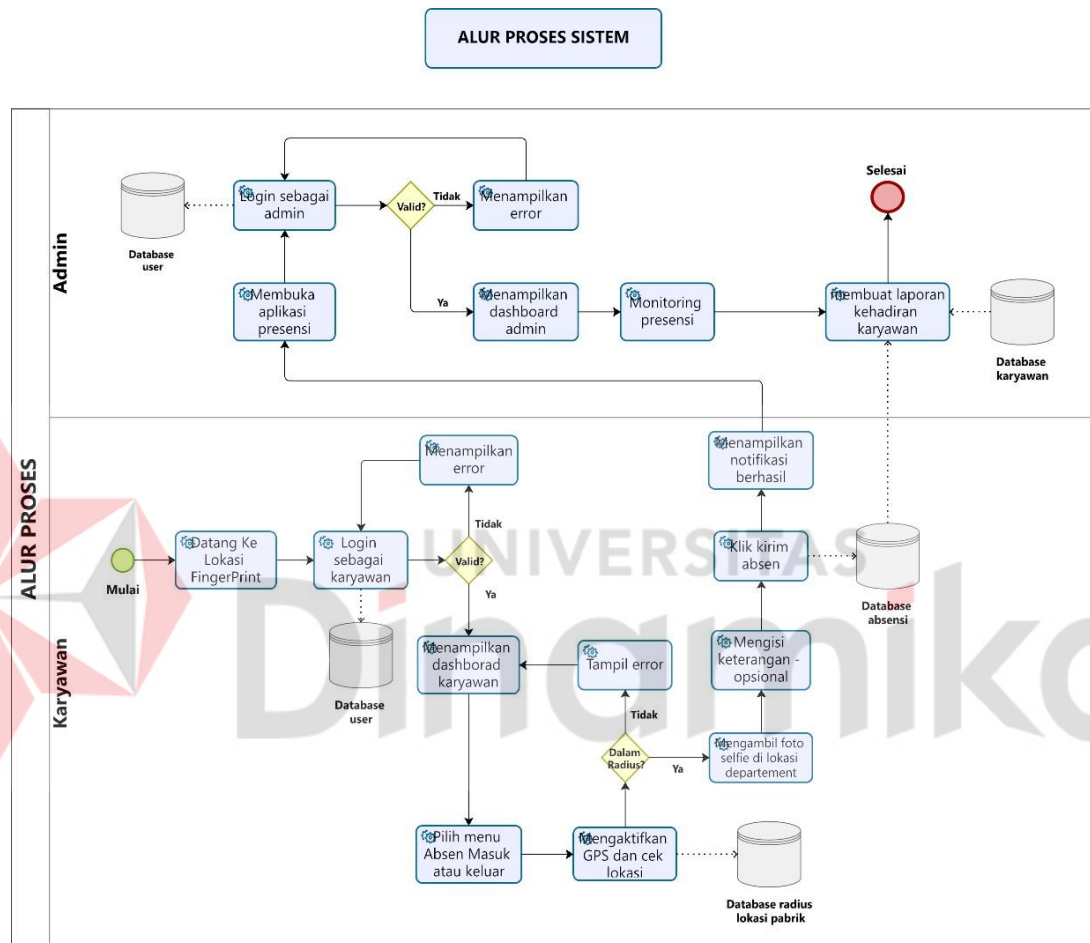 ALUR PROSES SISTEM
ALUR PROSES
Admin
Database
user
Login sebagai
admin
Valid?
Tidak
Menampilkan
error
Selesai
Membuka
aplikasi
presensi
Ya
Menampilkan
dashboard
admin
Monitoring
presensi
membuat laporan
kehadiran
karyawan
Database
karyawan
Karyawan
Menampilkan
error
Menampilkan
notifikasi
berhasil
Mulai
Datang Ke
Lokasi
FingerPrint
Login
sebagai
karyawan
Tidak
Valid?
Ya
Klik kirim
absen
Database
absensi
Database
user
Menampilkan
dashborad
karyawan
Tampil error
Mengisi
keterangan -
opsional
Tidak
Dalam
Radius?
Ya
Mengambil foto
selfie di lokasi
departement
Pilih menu
Absen Masuk
atau keluar
Mengaktifkan
GPS dan cek
lokasi
Database radius
lokasi pabrik
UNIVERSITAS
Dinamika